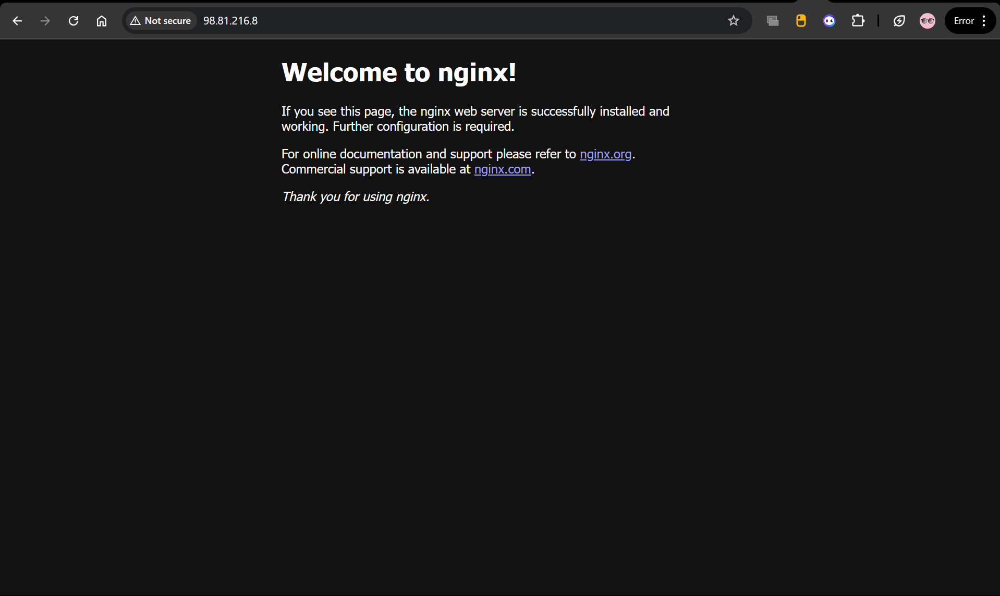 Not secure
98.81.216.8
Error
Welcome to nginx!
If you see this page, the nginx web server is successfully installed and
working. Further configuration is required.
For online documentation and support please refer to nginx.org.
Commercial support is available at nginx.com.
Thank you for using nginx.